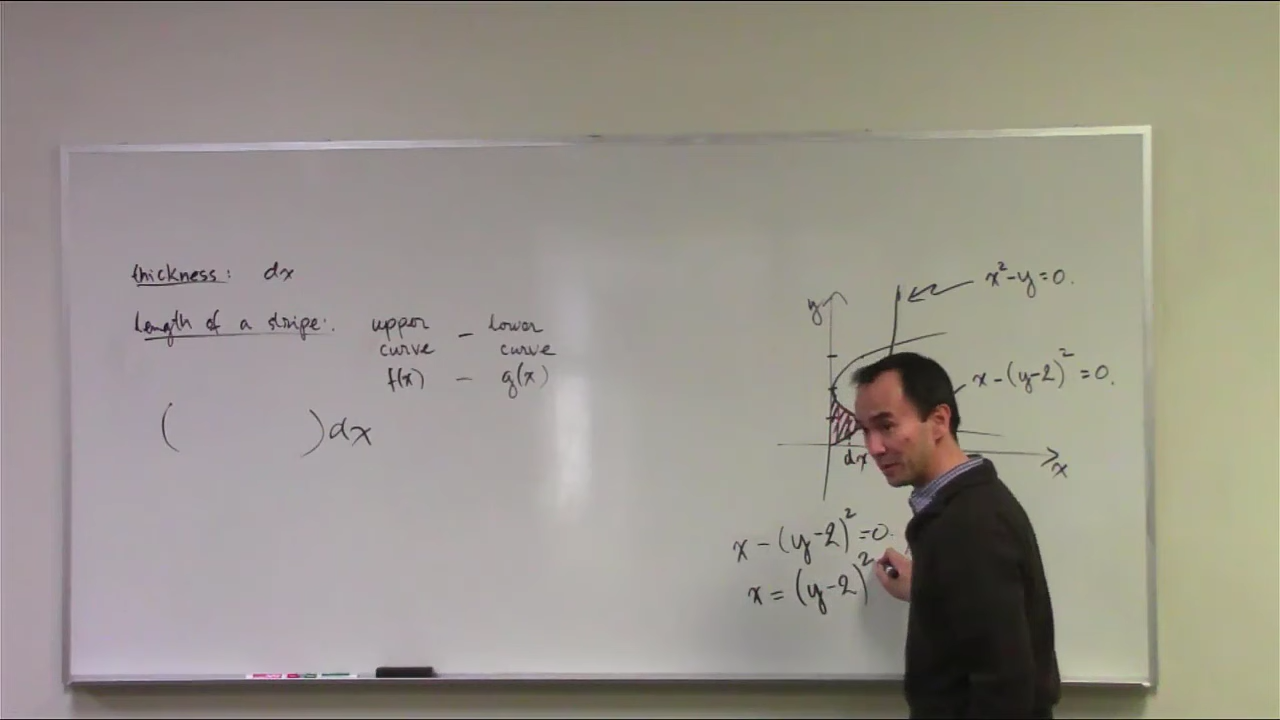 thickness: dx
Length of a stripe: upper curve – lower curve
f(x) – g(x)
( )dx
y
x² - y = 0.
x - (y-2)² = 0.
dx
x
x - (y-2)² = 0.
x = (y-2)²